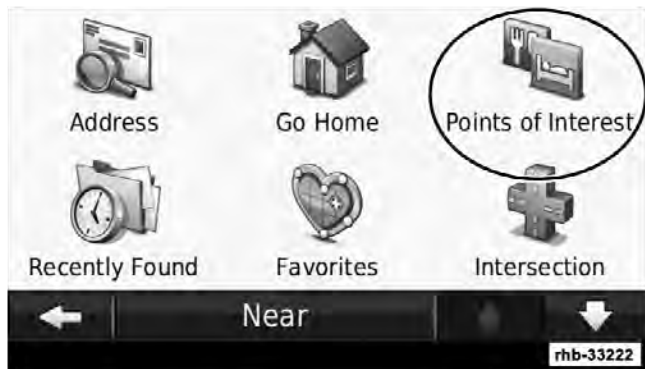 Address
Go Home
Points of Interest
Recently Found
Favorites
Intersection
Near
rhb-33222